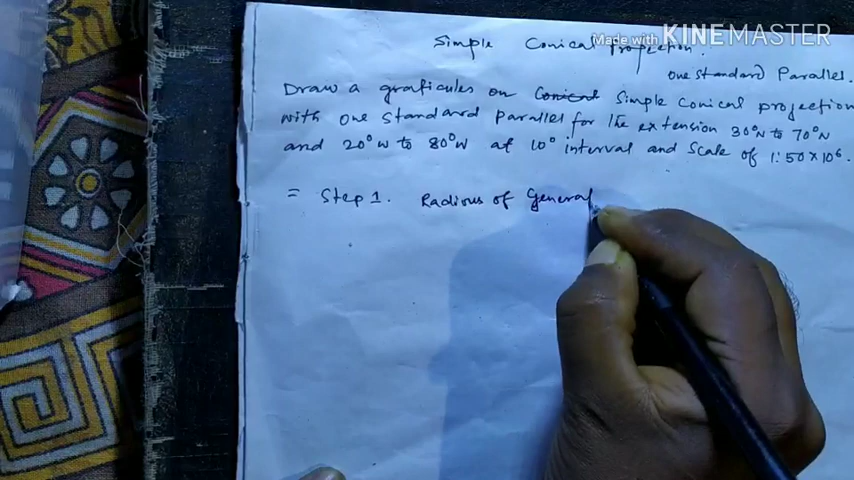 Simple Conical Projection.
Made with KINEMASTER
one Standard Parallel.
Draw a graticules on Conical Simple Conical projection
with one Standard parallel for the extension 30°N to 70°N
and 20°W to 80°W at 10° interval and Scale of 1:50×10⁶.
= Step 1. Radious of General